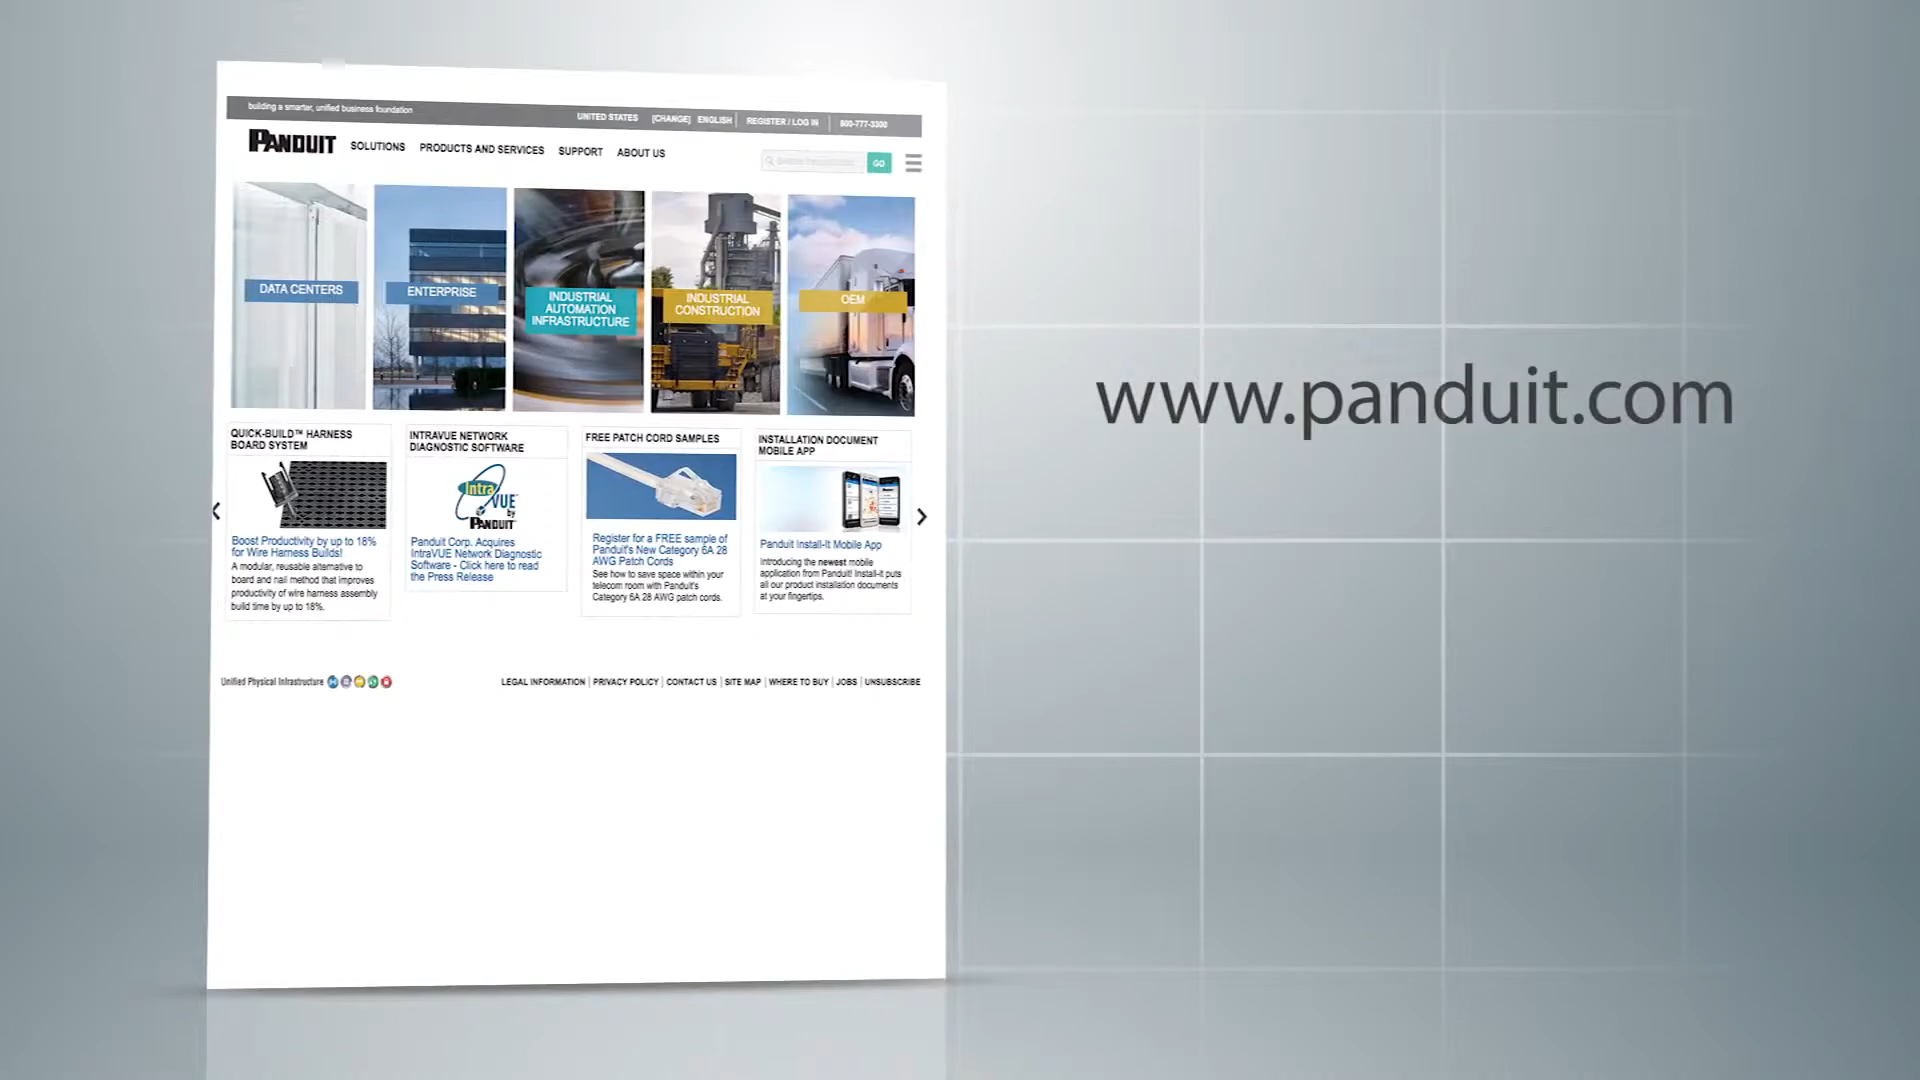 building a smarter, unified business foundation
UNITED STATES [CHANGE] ENGLISH | REGISTER / LOG IN | 800-777-3300
PANDUIT SOLUTIONS PRODUCTS AND SERVICES SUPPORT ABOUT US
GO
DATA CENTERS
ENTERPRISE
INDUSTRIAL
AUTOMATION
INFRASTRUCTURE
INDUSTRIAL
CONSTRUCTION
OEM
www.panduit.com
QUICK-BUILD™ HARNESS
BOARD SYSTEM
Boost Productivity by up to 18%
for Wire Harness Builds!
A modular, reusable alternative to
board and nail method that improves
productivity of wire harness assembly
build time by up to 18%.
INTRAVUE NETWORK
DIAGNOSTIC SOFTWARE
Intra
VUE
by
PANDUIT
Panduit Corp. Acquires
IntraVUE Network Diagnostic
Software - Click here to read
the Press Release
FREE PATCH CORD SAMPLES
Register for a FREE sample of
Panduit's New Category 6A 28
AWG Patch Cords
See how to save space within your
telecom room with Panduit's
Category 6A 28 AWG patch cords.
INSTALLATION DOCUMENT
MOBILE APP
Panduit Install-It Mobile App
Introducing the newest mobile
application from Panduit! Install-It puts
all our product installation documents
at your fingertips.
Unified Physical Infrastructure
LEGAL INFORMATION | PRIVACY POLICY | CONTACT US | SITE MAP | WHERE TO BUY | JOBS | UNSUBSCRIBE